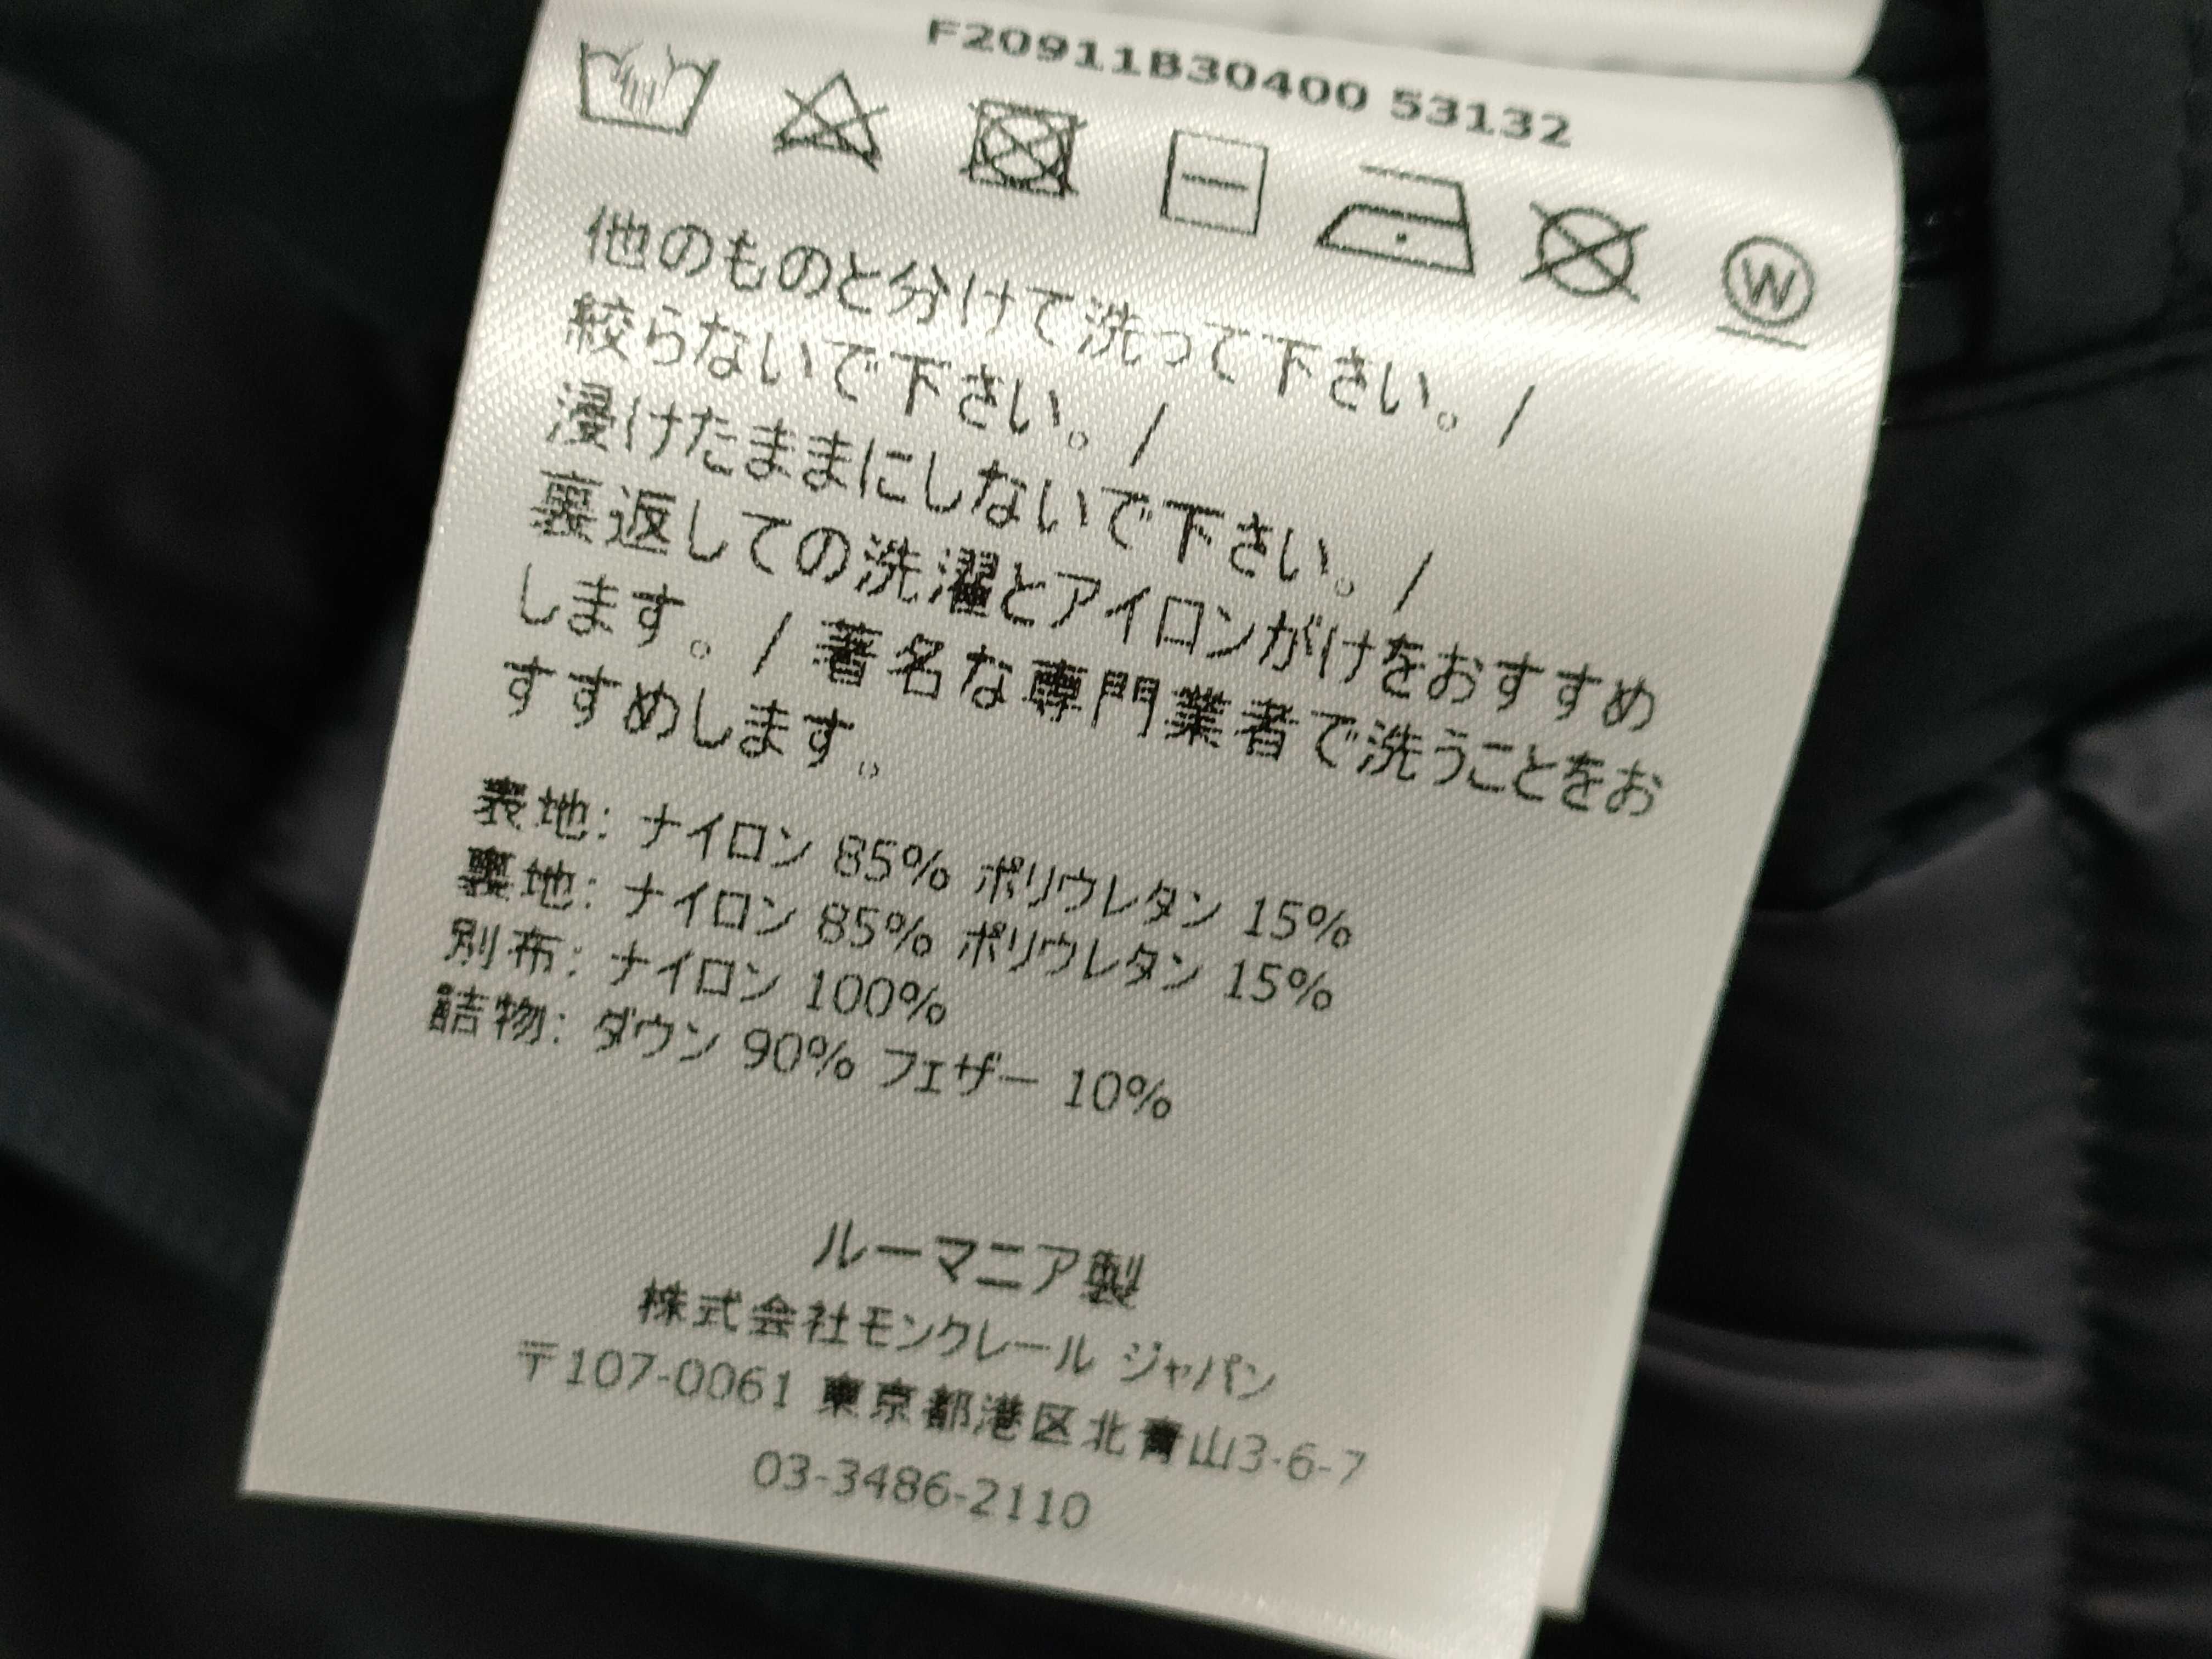 F20911B30400 53132
W
他のものと分けて洗って下さい。/
絞らないで下さい。/
浸けたままにしないで下さい。/
裏返しての洗濯とアイロンがけをおすすめ
します。/ 著名な専門業者で洗うことをお
すすめします。
表地: ナイロン 85% ポリウレタン 15%
裏地: ナイロン 85% ポリウレタン 15%
別布: ナイロン 100%
詰物: ダウン 90% フェザー 10%
ルーマニア製
株式会社モンクレール ジャパン
〒107-0061 東京都港区北青山3-6-7
03-3486-2110